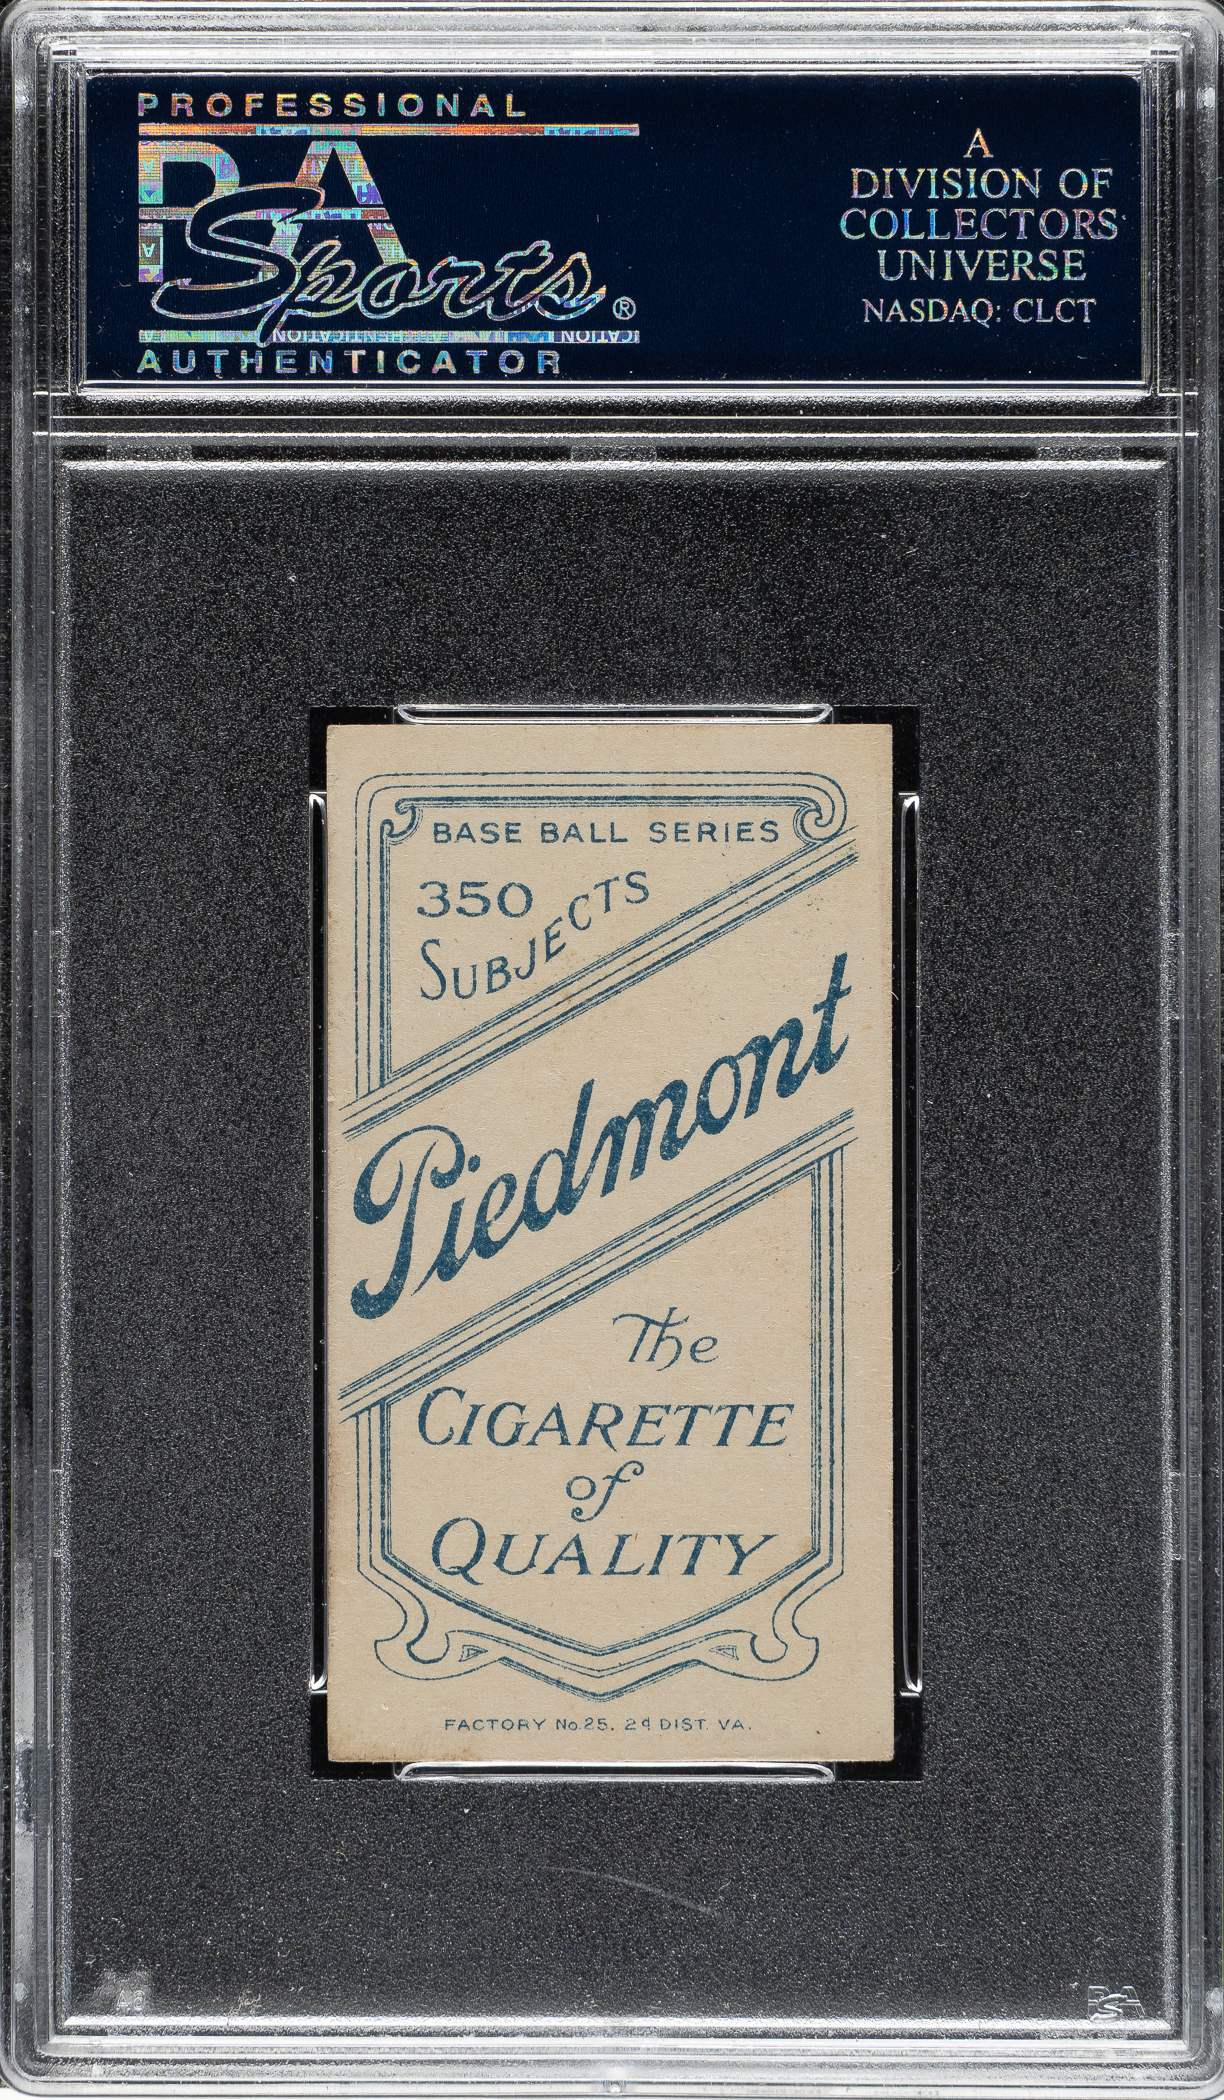 PROFESSIONAL
PSA
Sports®
AUTHENTICATOR
A
DIVISION OF
COLLECTORS
UNIVERSE
NASDAQ: CLCT
BASE BALL SERIES
350
SUBJECTS
Piedmont
The
CIGARETTE
of
QUALITY
FACTORY No. 25. 2d DIST. VA.
PSA